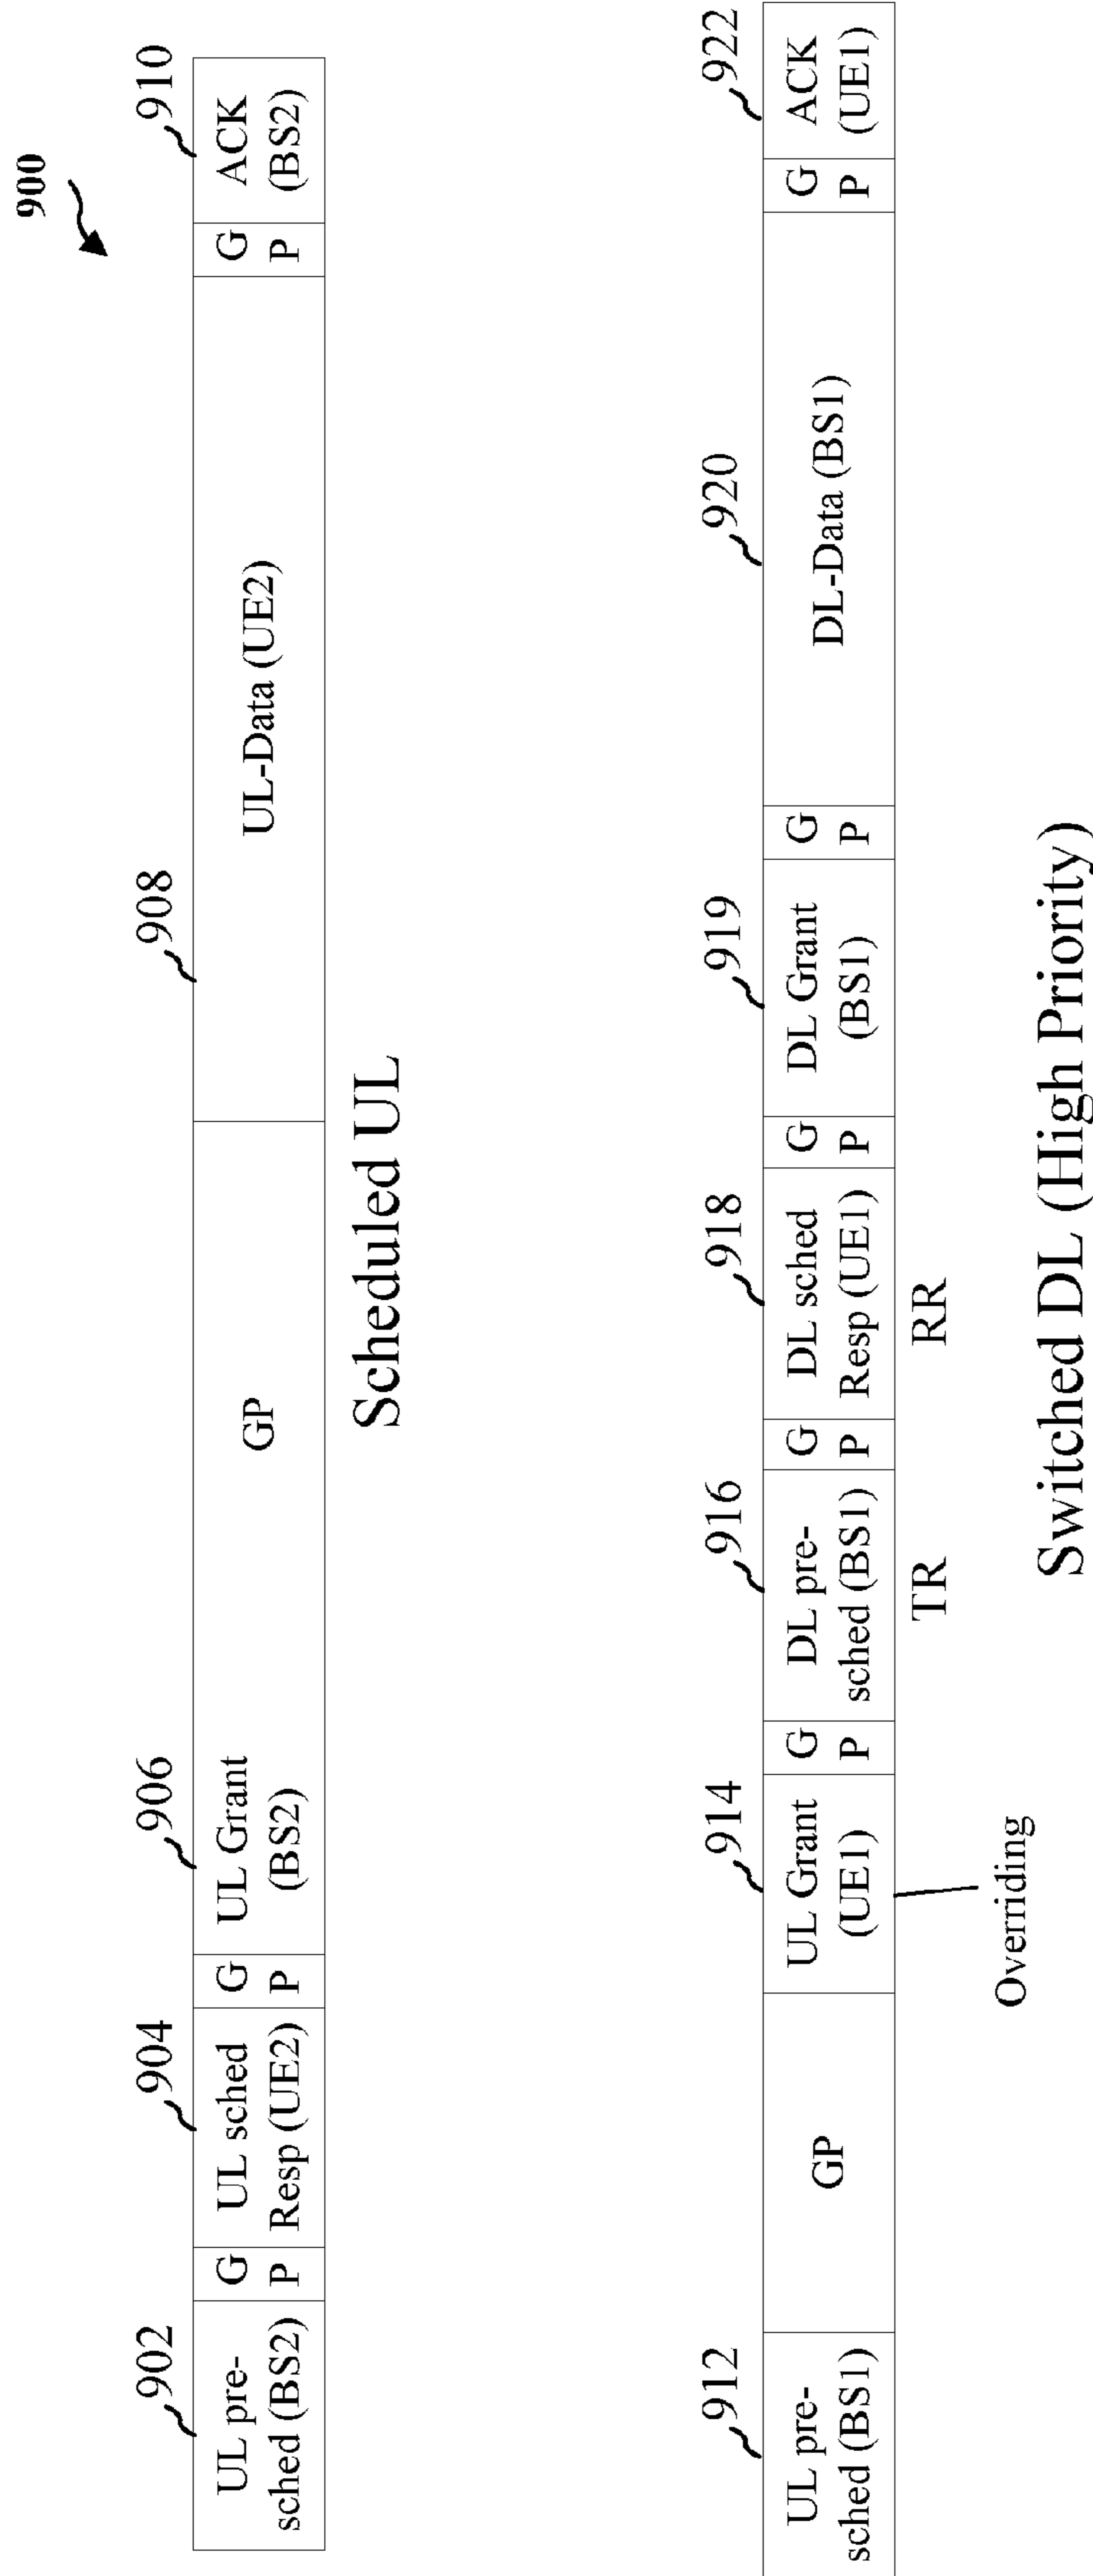 900
902
904
906
908
910
UL pre-
sched (BS2)
G
P
UL sched
Resp (UE2)
G
P
UL Grant
(BS2)
GP
UL-Data (UE2)
G
P
ACK
(BS2)
Scheduled UL
912
914
916
918
919
920
922
UL pre-
sched (BS1)
GP
UL Grant
(UE1)
G
P
DL pre-
sched (BS1)
G
P
DL sched
Resp (UE1)
G
P
DL Grant
(BS1)
G
P
DL-Data (BS1)
G
P
ACK
(UE1)
Overriding
TR
RR
Switched DL (High Priority)